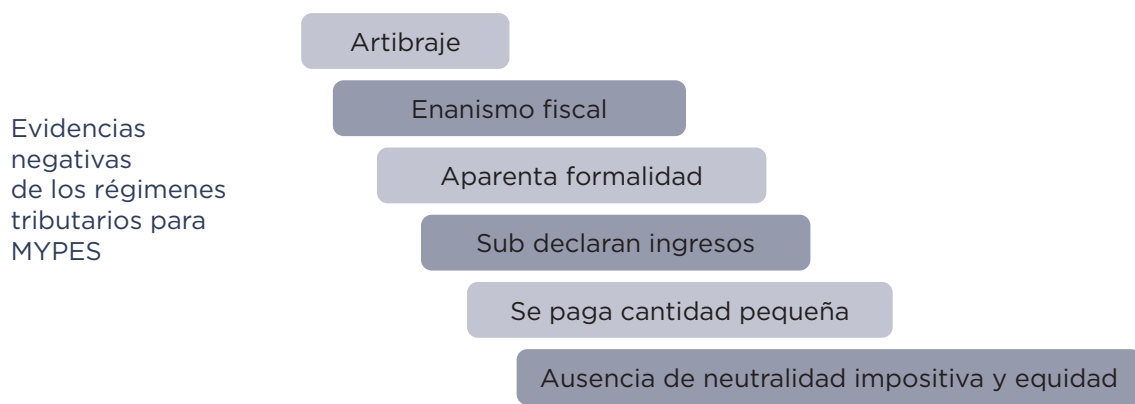 Evidencias
negativas
de los régimenes
tributarios para
MYPES
Artibraje
Enanismo fiscal
Aparenta formalidad
Sub declaran ingresos
Se paga cantidad pequeña
Ausencia de neutralidad impositiva y equidad